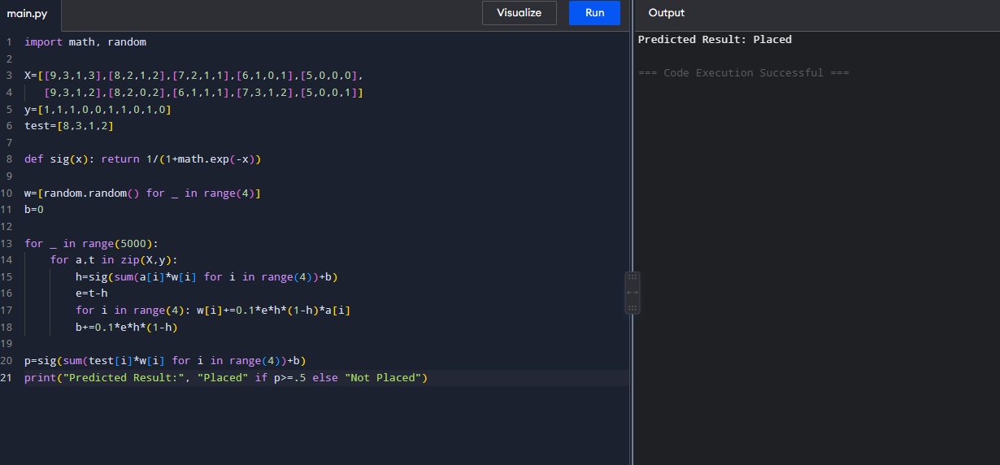 main.py
Visualize
Run
Output
1 import math, random
2
3 X=[[9,3,1,3],[8,2,1,2],[7,2,1,1],[6,1,0,1],[5,0,0,0],
4    [9,3,1,2],[8,2,0,2],[6,1,1,1],[7,3,1,2],[5,0,0,1]]
5 y=[1,1,1,0,0,1,1,0,1,0]
6 test=[8,3,1,2]
7
8 def sig(x): return 1/(1+math.exp(-x))
9
10 w=[random.random() for _ in range(4)]
11 b=0
12
13 for _ in range(5000):
14     for a,t in zip(X,y):
15         h=sig(sum(a[i]*w[i] for i in range(4))+b)
16         e=t-h
17         for i in range(4): w[i]+=0.1*e*h*(1-h)*a[i]
18         b+=0.1*e*h*(1-h)
19
20 p=sig(sum(test[i]*w[i] for i in range(4))+b)
21 print("Predicted Result:", "Placed" if p>=.5 else "Not Placed")
Predicted Result: Placed
=== Code Execution Successful ===